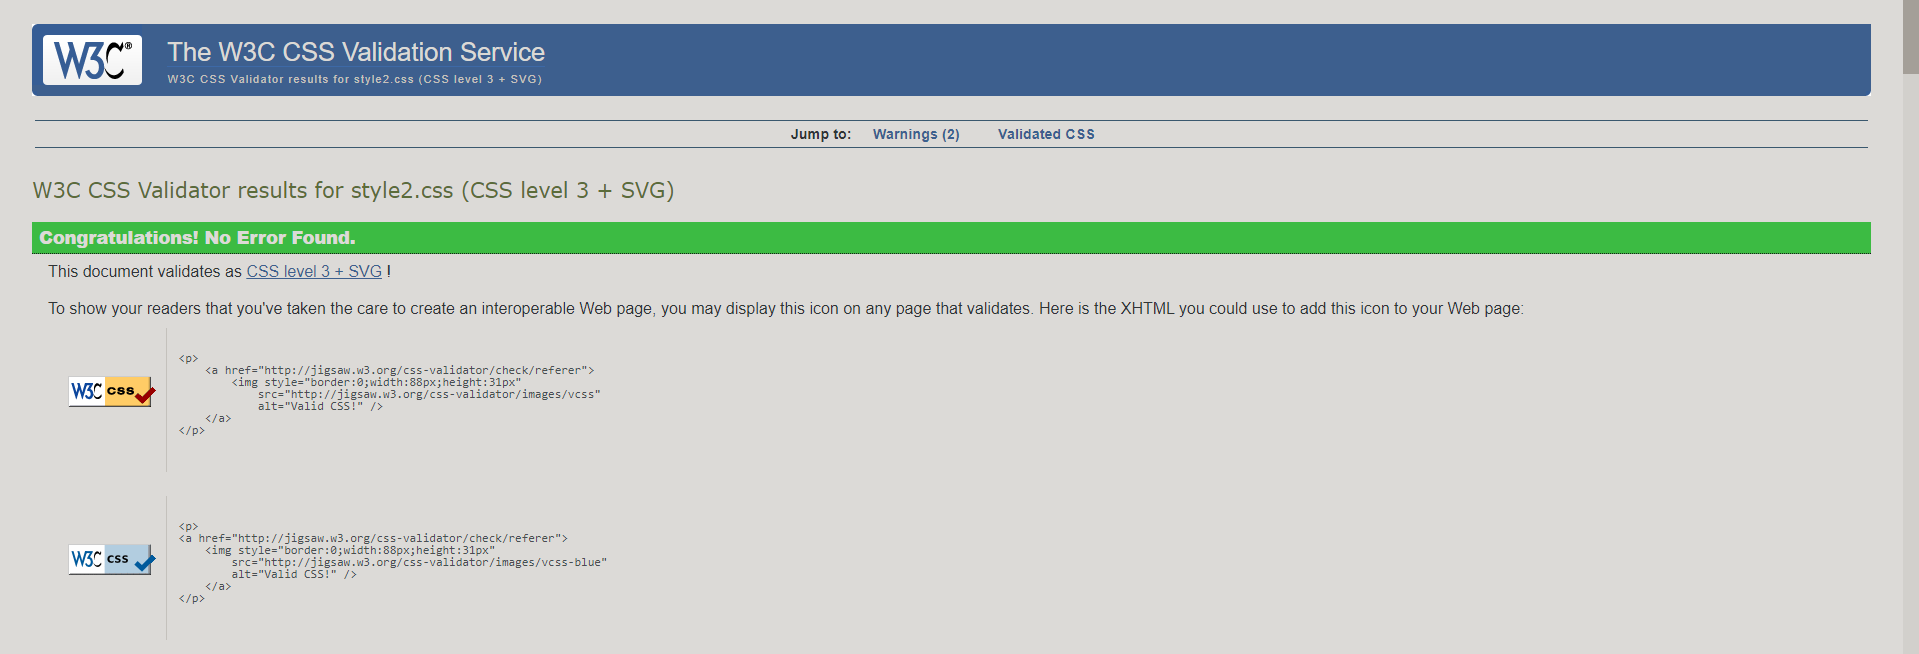 W3C®
The W3C CSS Validation Service
W3C CSS Validator results for style2.css (CSS level 3 + SVG)
Jump to: Warnings (2) Validated CSS
W3C CSS Validator results for style2.css (CSS level 3 + SVG)
Congratulations! No Error Found.
This document validates as CSS level 3 + SVG !
To show your readers that you've taken the care to create an interoperable Web page, you may display this icon on any page that validates. Here is the XHTML you could use to add this icon to your Web page:
W3C css
<p>
    <a href="http://jigsaw.w3.org/css-validator/check/referer">
        <img style="border:0;width:88px;height:31px"
            src="http://jigsaw.w3.org/css-validator/images/vcss"
            alt="Valid CSS!" />
    </a>
</p>
W3C css
<p>
<a href="http://jigsaw.w3.org/css-validator/check/referer">
    <img style="border:0;width:88px;height:31px"
        src="http://jigsaw.w3.org/css-validator/images/vcss-blue"
        alt="Valid CSS!" />
    </a>
</p>